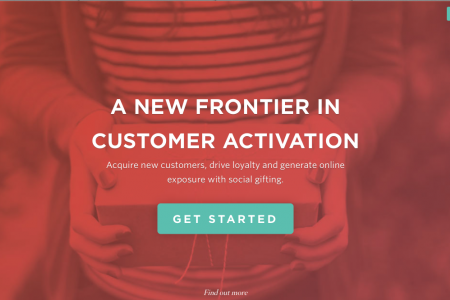 A NEW FRONTIER IN
CUSTOMER ACTIVATION
Acquire new customers, drive loyalty and generate online
exposure with social gifting.
GET STARTED
Find out more